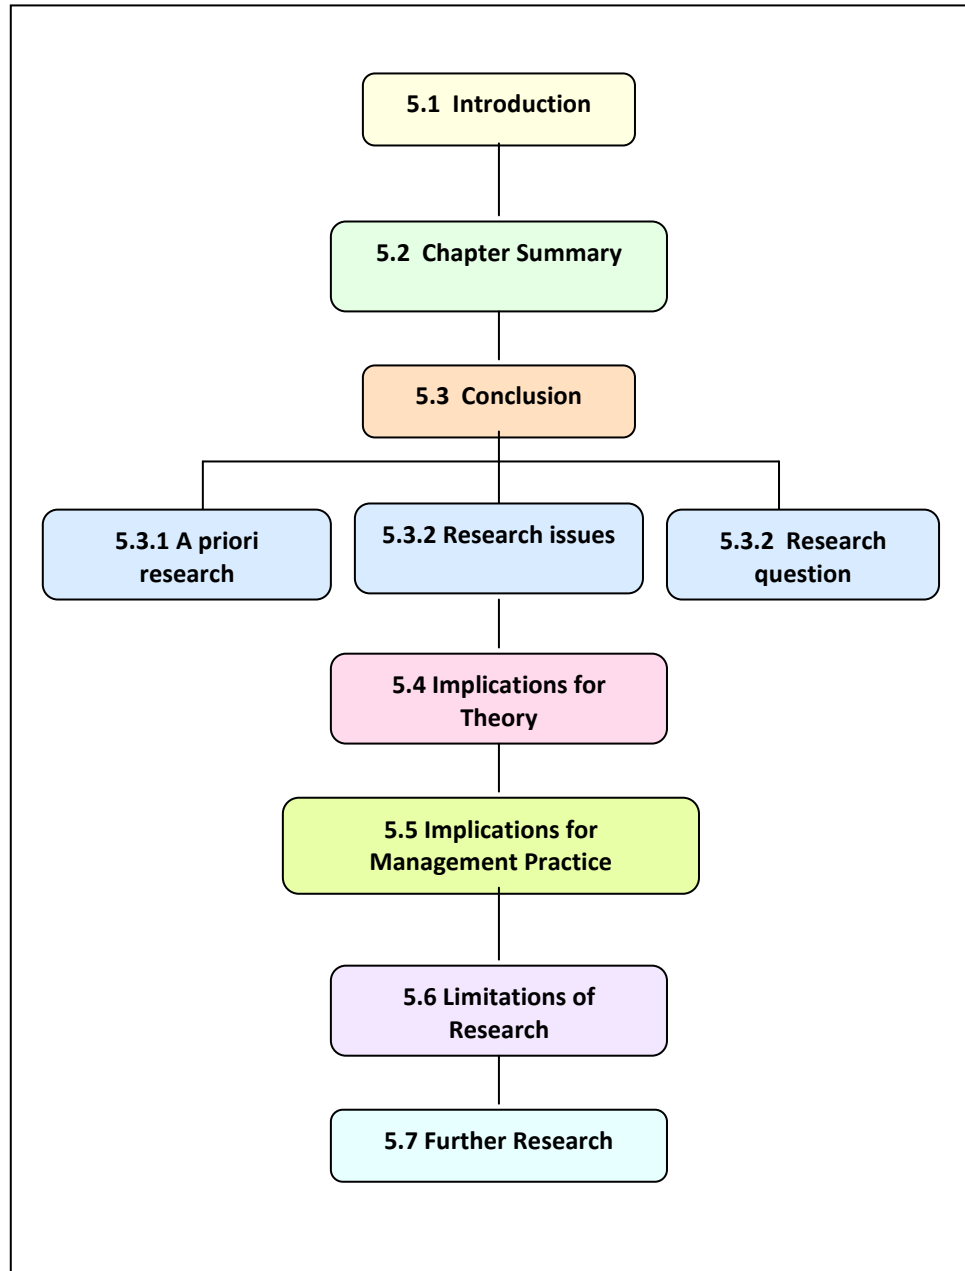 5.1  Introduction
5.2  Chapter Summary
5.3  Conclusion
5.3.1 A priori
research
5.3.2 Research issues
5.3.2  Research
question
5.4 Implications for
Theory
5.5 Implications for
Management Practice
5.6 Limitations of
Research
5.7 Further Research